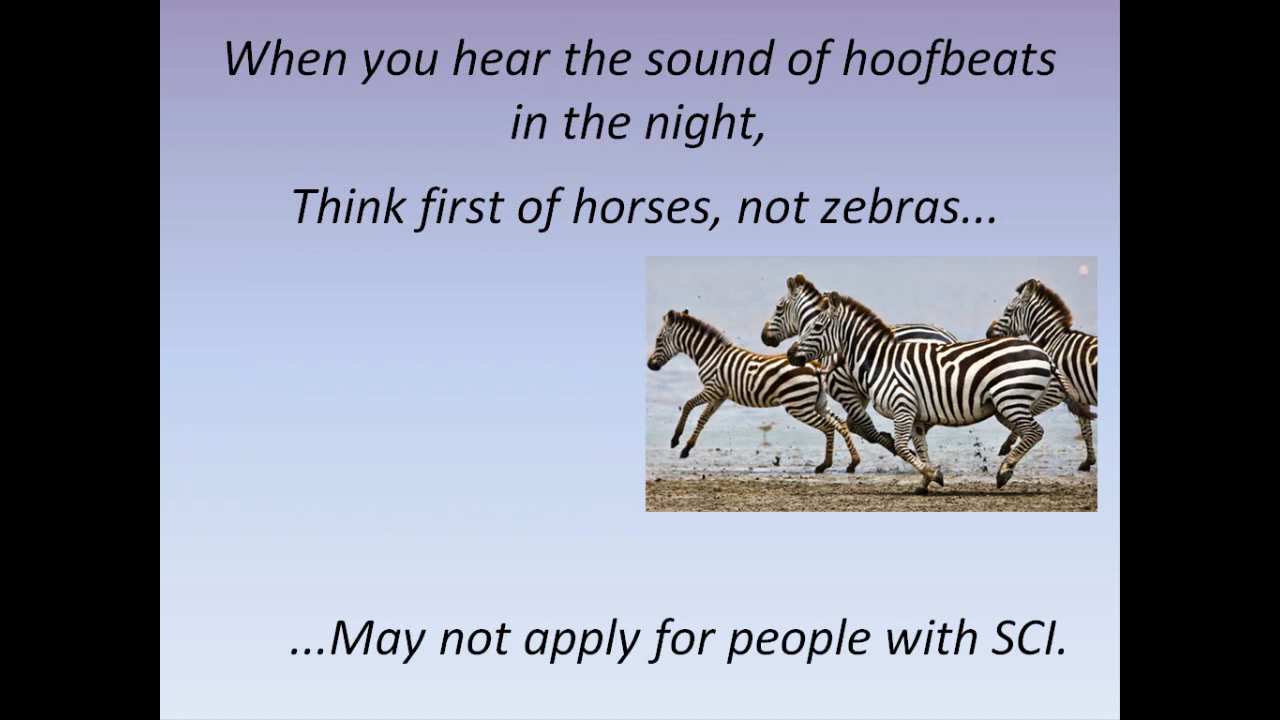 When you hear the sound of hoofbeats
in the night,
Think first of horses, not zebras...
...May not apply for people with SCI.